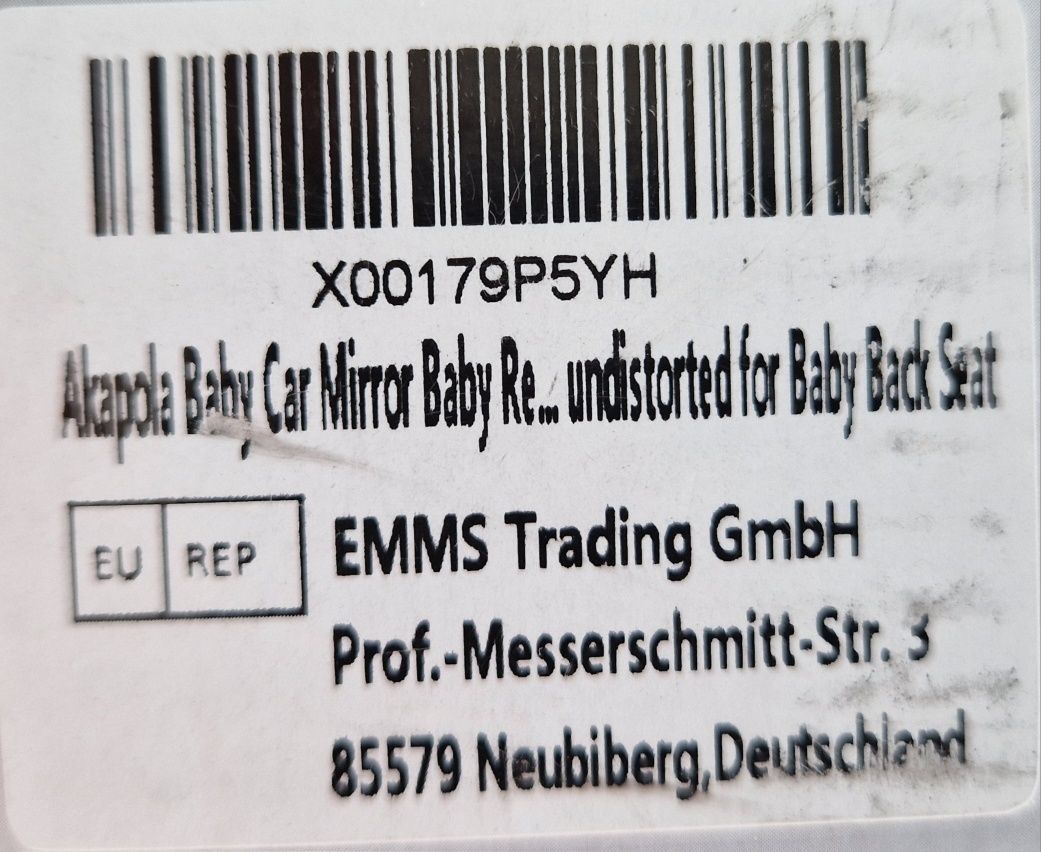 X00179P5YH
Akapola Baby Car Mirror Baby Re... undistorted for Baby Back Seat
EU REP
EMMS Trading GmbH
Prof.-Messerschmitt-Str. 3
85579 Neubiberg,Deutschland